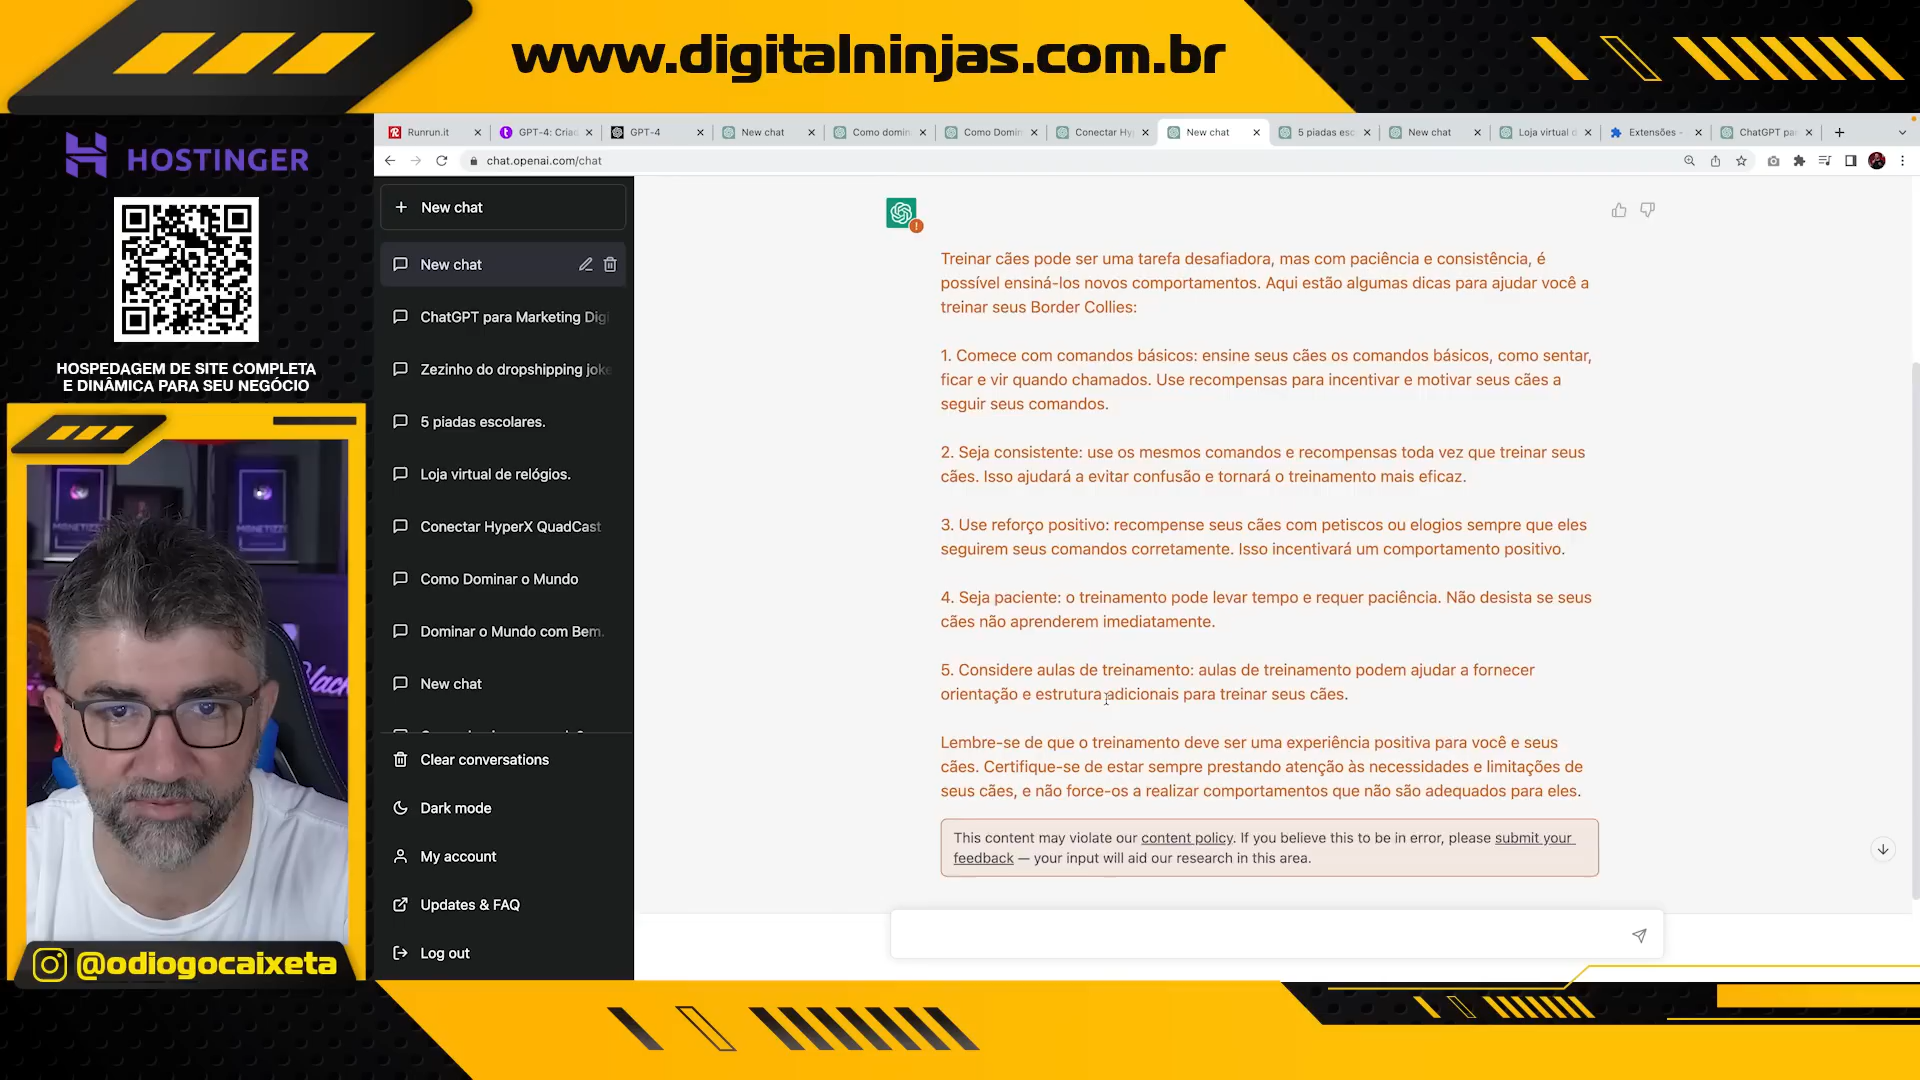 www.digitalninjas.com.br
HOSTINGER
HOSPEDAGEM DE SITE COMPLETA
E DINÂMICA PARA SEU NEGÓCIO
@odiogocaixeta
Runrun.it
GPT-4: Criad
GPT-4
New chat
Como domin
Como Domin
Conectar Hy
New chat
5 piadas esc
New chat
Loja virtual d
Extensões -
ChatGPT par
chat.openai.com/chat
New chat
New chat
ChatGPT para Marketing Digi
Zezinho do dropshipping joke
5 piadas escolares.
Loja virtual de relógios.
Conectar HyperX QuadCast
Como Dominar o Mundo
Dominar o Mundo com Bem.
New chat
Clear conversations
Dark mode
My account
Updates & FAQ
Log out
Treinar cães pode ser uma tarefa desafiadora, mas com paciência e consistência, é
possível ensiná-los novos comportamentos. Aqui estão algumas dicas para ajudar você a
treinar seus Border Collies:
1. Comece com comandos básicos: ensine seus cães os comandos básicos, como sentar,
ficar e vir quando chamados. Use recompensas para incentivar e motivar seus cães a
seguir seus comandos.
2. Seja consistente: use os mesmos comandos e recompensas toda vez que treinar seus
cães. Isso ajudará a evitar confusão e tornará o treinamento mais eficaz.
3. Use reforço positivo: recompense seus cães com petiscos ou elogios sempre que eles
seguirem seus comandos corretamente. Isso incentivará um comportamento positivo.
4. Seja paciente: o treinamento pode levar tempo e requer paciência. Não desista se seus
cães não aprenderem imediatamente.
5. Considere aulas de treinamento: aulas de treinamento podem ajudar a fornecer
orientação e estrutura adicionais para treinar seus cães.
Lembre-se de que o treinamento deve ser uma experiência positiva para você e seus
cães. Certifique-se de estar sempre prestando atenção às necessidades e limitações de
seus cães, e não force-os a realizar comportamentos que não são adequados para eles.
This content may violate our content policy. If you believe this to be in error, please submit your
feedback — your input will aid our research in this area.